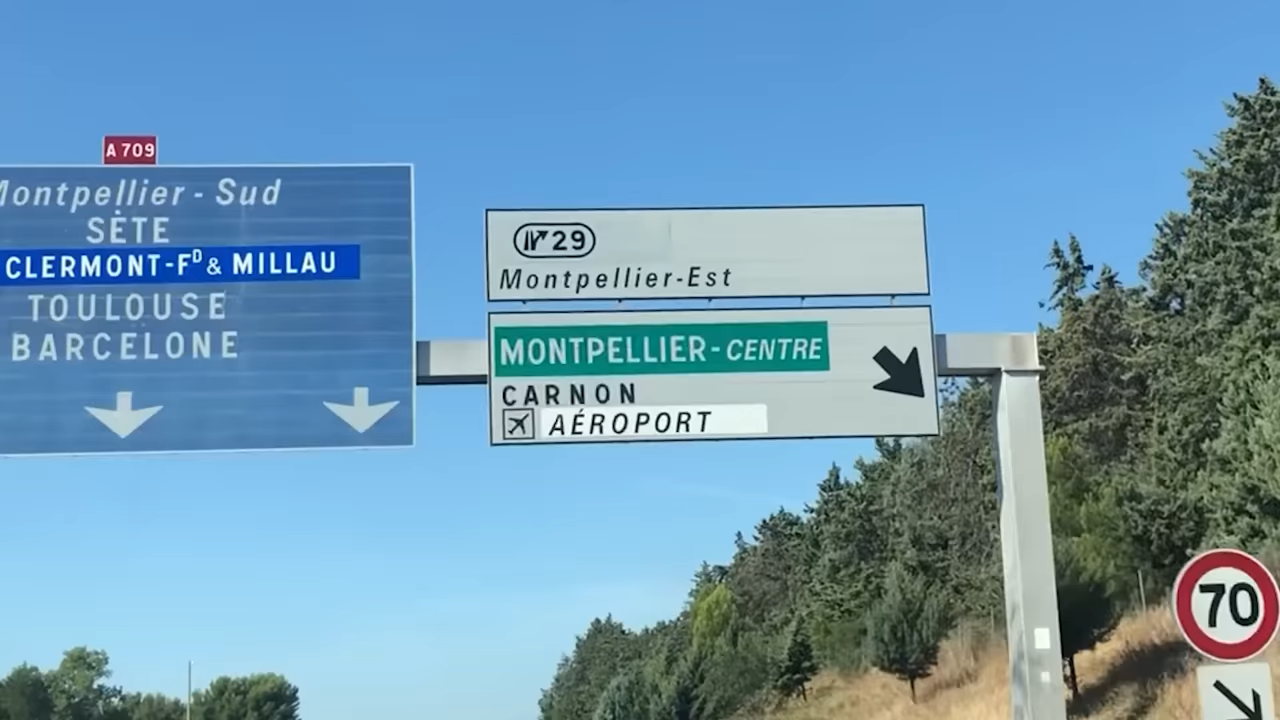 A 709
Montpellier - Sud
SÈTE
CLERMONT-FD & MILLAU
TOULOUSE
BARCELONE
29
Montpellier-Est
MONTPELLIER - CENTRE
CARNON
AÉROPORT
70